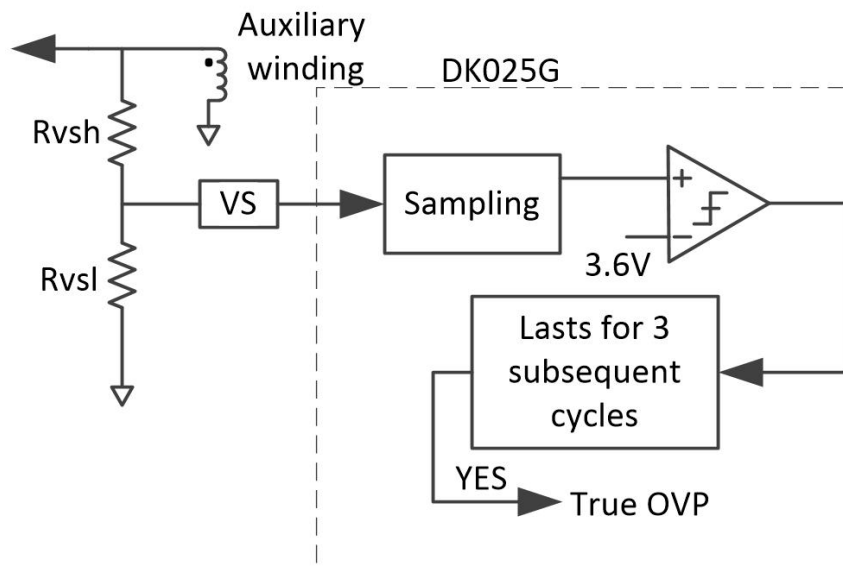 Auxiliary
winding
DK025G
Rvsh
VS
Sampling
+
−
3.6V
Rvsl
Lasts for 3
subsequent
cycles
YES
True OVP